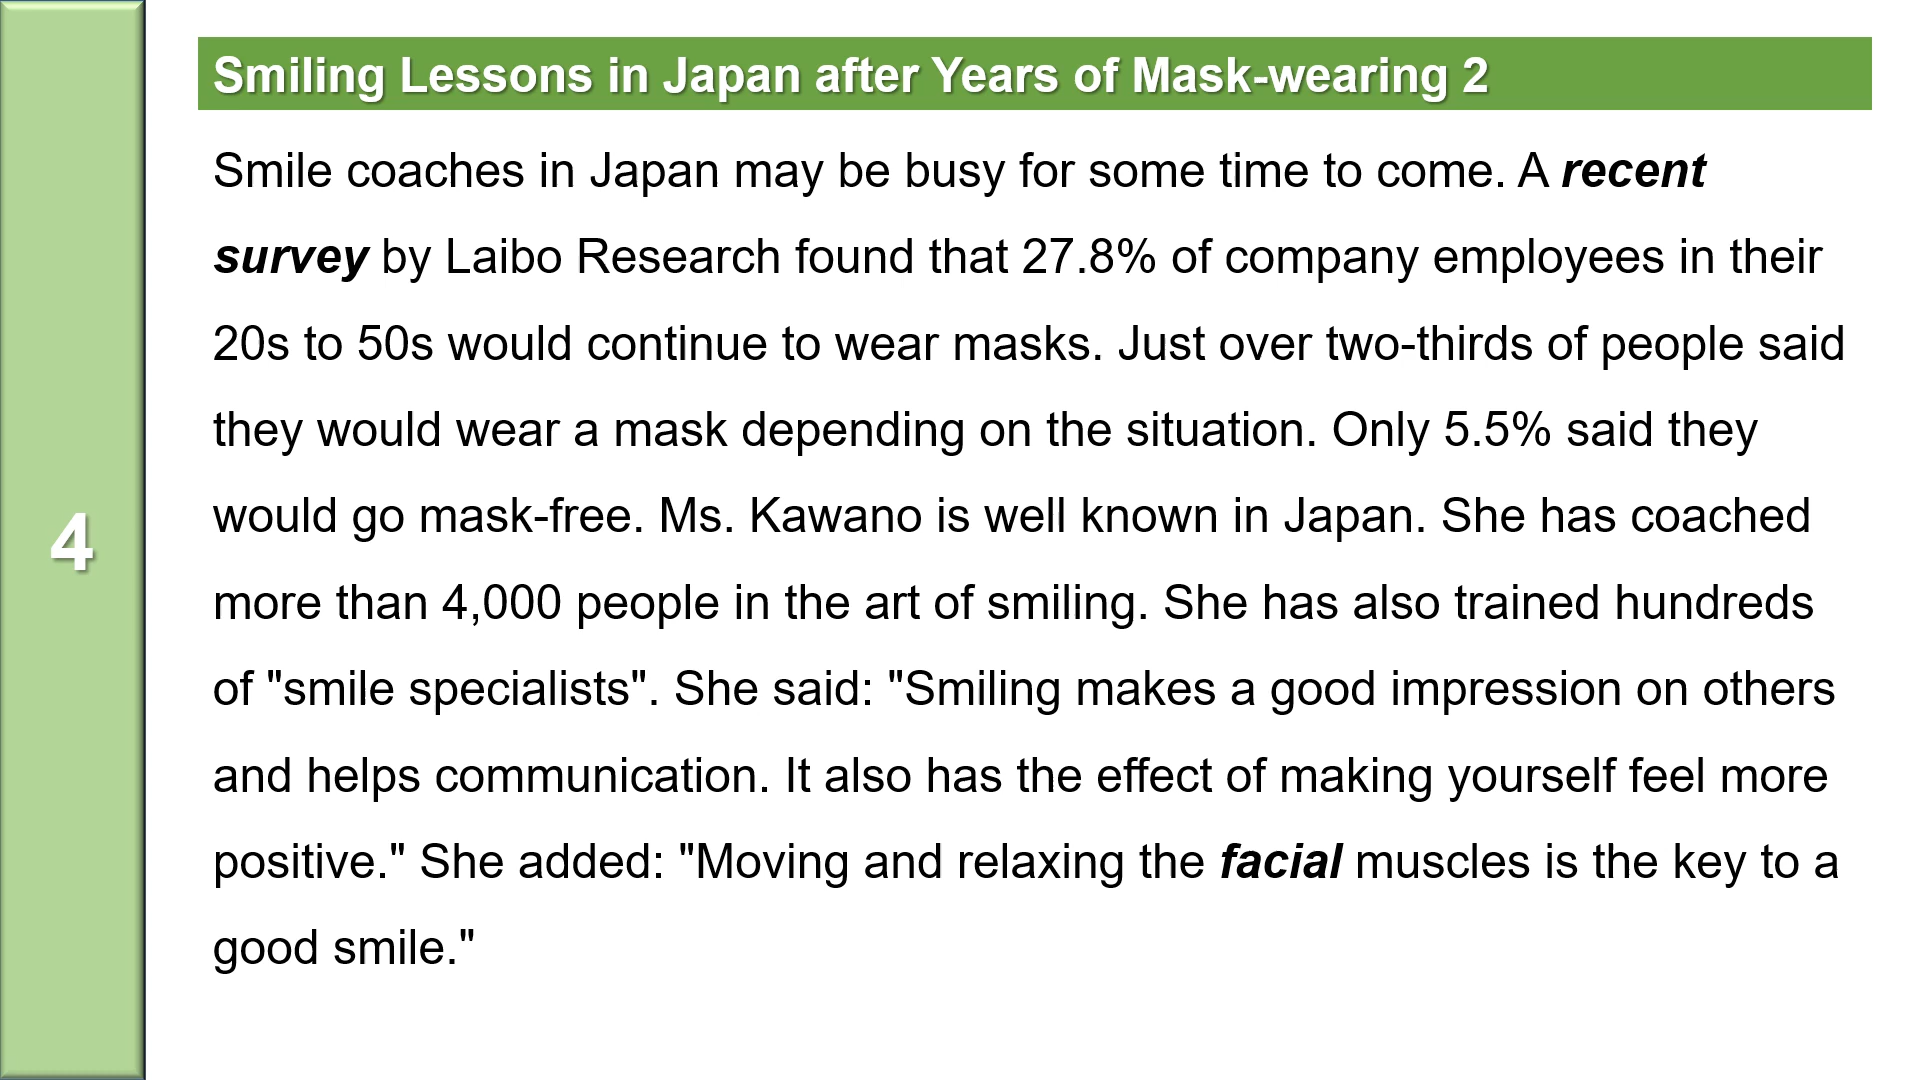 Smiling Lessons in Japan after Years of Mask-wearing 2
Smile coaches in Japan may be busy for some time to come. A recent
survey by Laibo Research found that 27.8% of company employees in their
20s to 50s would continue to wear masks. Just over two-thirds of people said
they would wear a mask depending on the situation. Only 5.5% said they
would go mask-free. Ms. Kawano is well known in Japan. She has coached
more than 4,000 people in the art of smiling. She has also trained hundreds
of "smile specialists". She said: "Smiling makes a good impression on others
and helps communication. It also has the effect of making yourself feel more
positive." She added: "Moving and relaxing the facial muscles is the key to a
good smile."
4